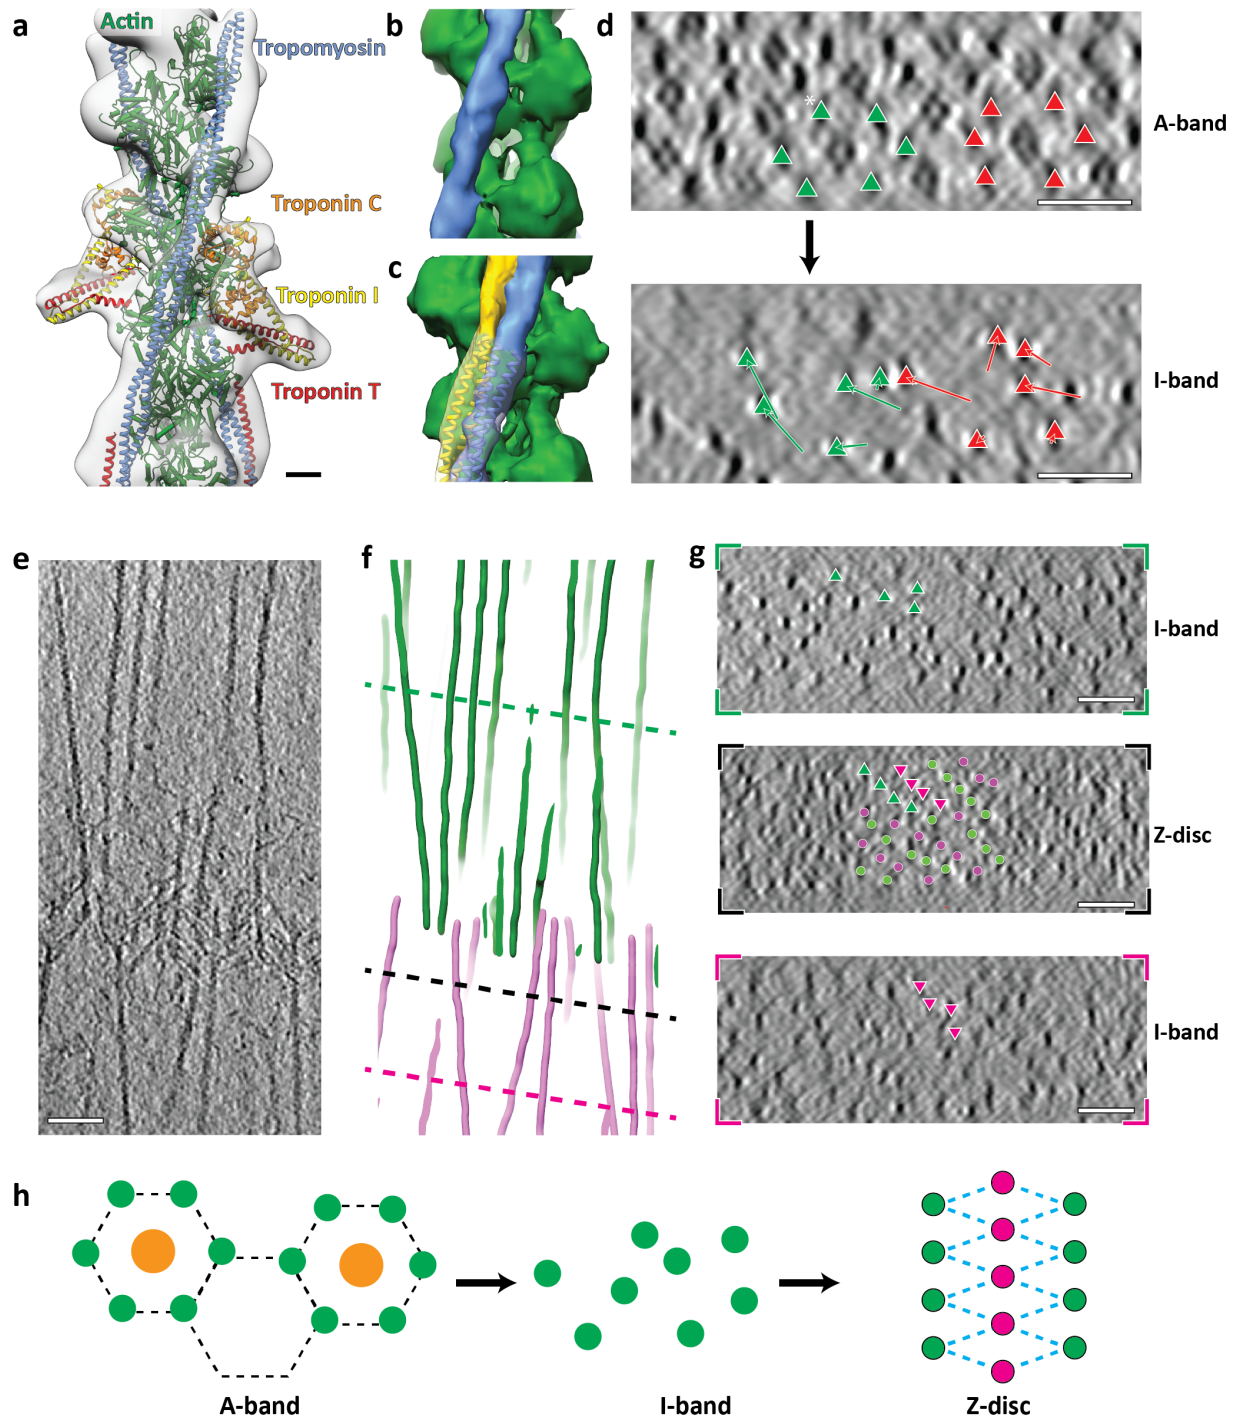 a
Actin
Tropomyosin
Troponin C
Troponin I
Troponin T
b
c
d
*
A-band
I-band
e
f
g
I-band
Z-disc
I-band
h
A-band
I-band
Z-disc